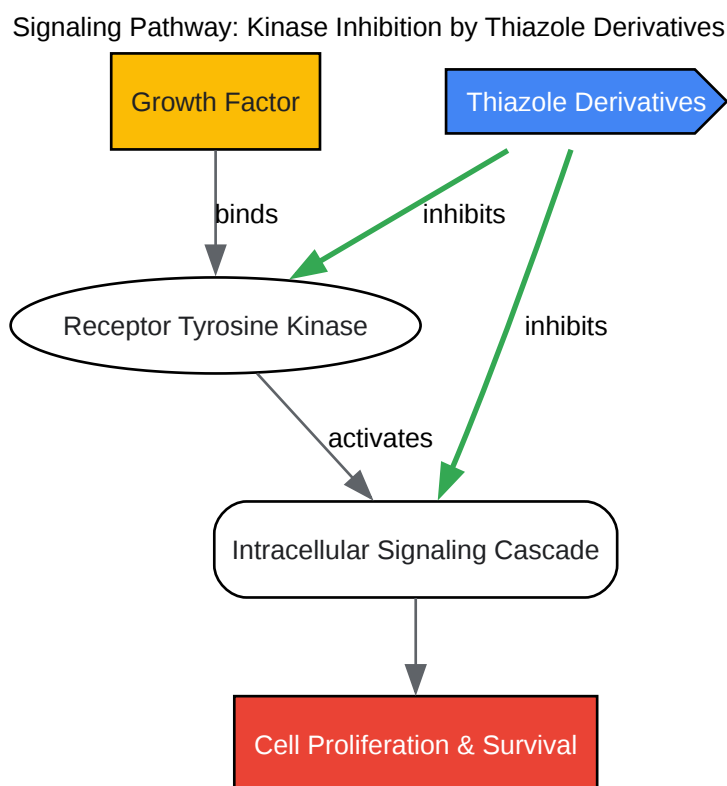 Signaling Pathway: Kinase Inhibition by Thiazole Derivatives
Growth Factor
Thiazole Derivatives
binds
inhibits
Receptor Tyrosine Kinase
inhibits
activates
Intracellular Signaling Cascade
Cell Proliferation & Survival